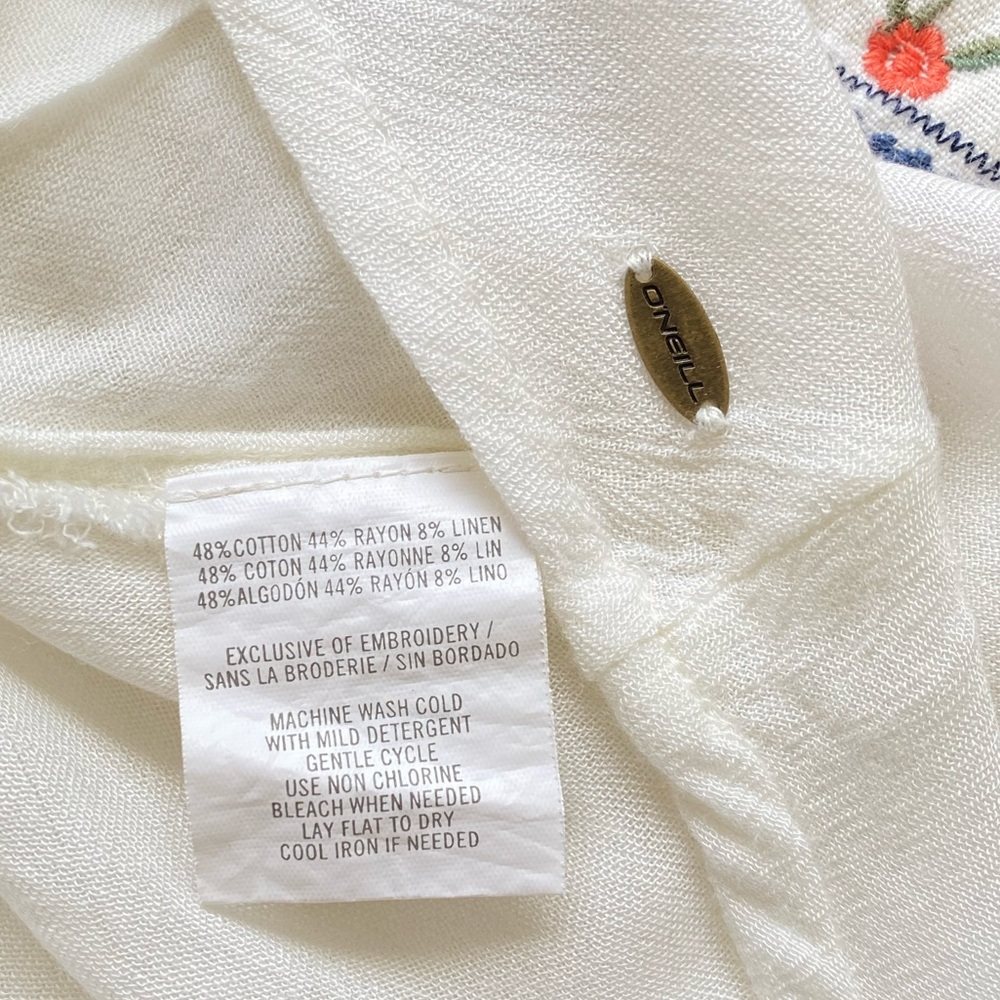 O'NEILL
48%COTTON 44% RAYON 8% LINEN
48% COTON 44% RAYONNE 8% LIN
48%ALGODÓN 44% RAYÓN 8% LINO
EXCLUSIVE OF EMBROIDERY /
SANS LA BRODERIE / SIN BORDADO
MACHINE WASH COLD
WITH MILD DETERGENT
GENTLE CYCLE
USE NON CHLORINE
BLEACH WHEN NEEDED
LAY FLAT TO DRY
COOL IRON IF NEEDED